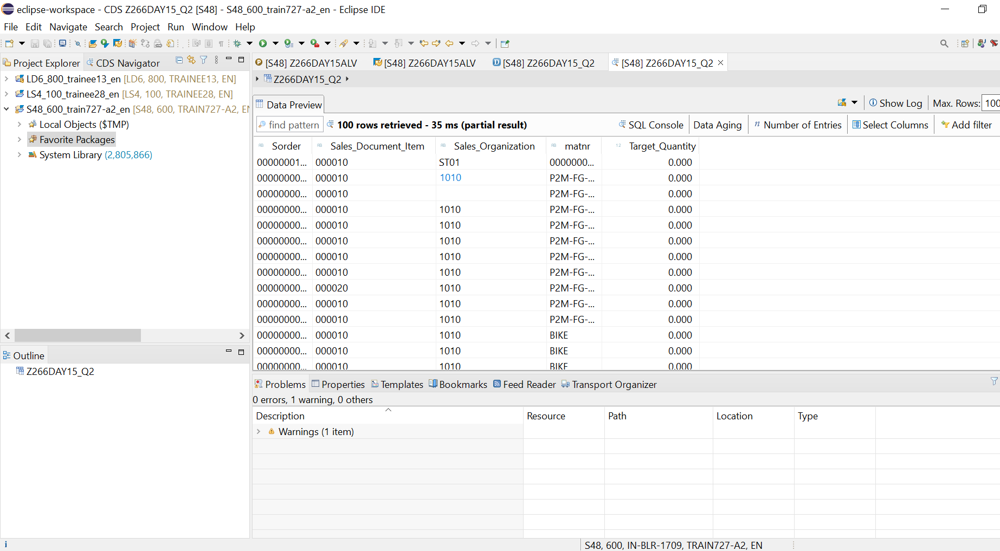 eclipse-workspace - CDS Z266DAY15_Q2 [S48] - S48_600_train727-a2_en - Eclipse IDE
File Edit Navigate Search Project Run Window Help
Project Explorer CDS Navigator
LD6_800_trainee13_en [LD6, 800, TRAINEE13, EN]
LS4_100_trainee28_en [LS4, 100, TRAINEE28, EN]
S48_600_train727-a2_en [S48, 600, TRAIN727-A2, EN
Local Objects ($TMP)
Favorite Packages
System Library (2,805,866)
Outline
Z266DAY15_Q2
[S48] Z266DAY15ALV [S48] Z266DAY15ALV [S48] Z266DAY15_Q2 [S48] Z266DAY15_Q2
Z266DAY15_Q2
Data Preview Show Log Max. Rows: 100
find pattern 100 rows retrieved - 35 ms (partial result) SQL Console Data Aging Number of Entries Select Columns Add filter
Sorder Sales_Document_Item Sales_Organization matnr Target_Quantity
00000001... 000010 ST01 0000000... 0.000
00000000... 000010 1010 P2M-FG-... 0.000
00000000... 000010 P2M-FG-... 0.000
00000000... 000010 1010 P2M-FG-... 0.000
00000000... 000010 1010 P2M-FG-... 0.000
00000000... 000010 1010 P2M-FG-... 0.000
00000000... 000010 1010 P2M-FG-... 0.000
00000000... 000010 1010 P2M-FG-... 0.000
00000000... 000020 1010 P2M-FG-... 0.000
00000000... 000010 1010 P2M-FG-... 0.000
00000000... 000010 1010 P2M-FG-... 0.000
00000000... 000010 1010 BIKE 0.000
00000000... 000010 1010 BIKE 0.000
00000000... 000010 1010 BIKE 0.000
Problems Properties Templates Bookmarks Feed Reader Transport Organizer
0 errors, 1 warning, 0 others
Description Resource Path Location Type
Warnings (1 item)
S48, 600, IN-BLR-1709, TRAIN727-A2, EN